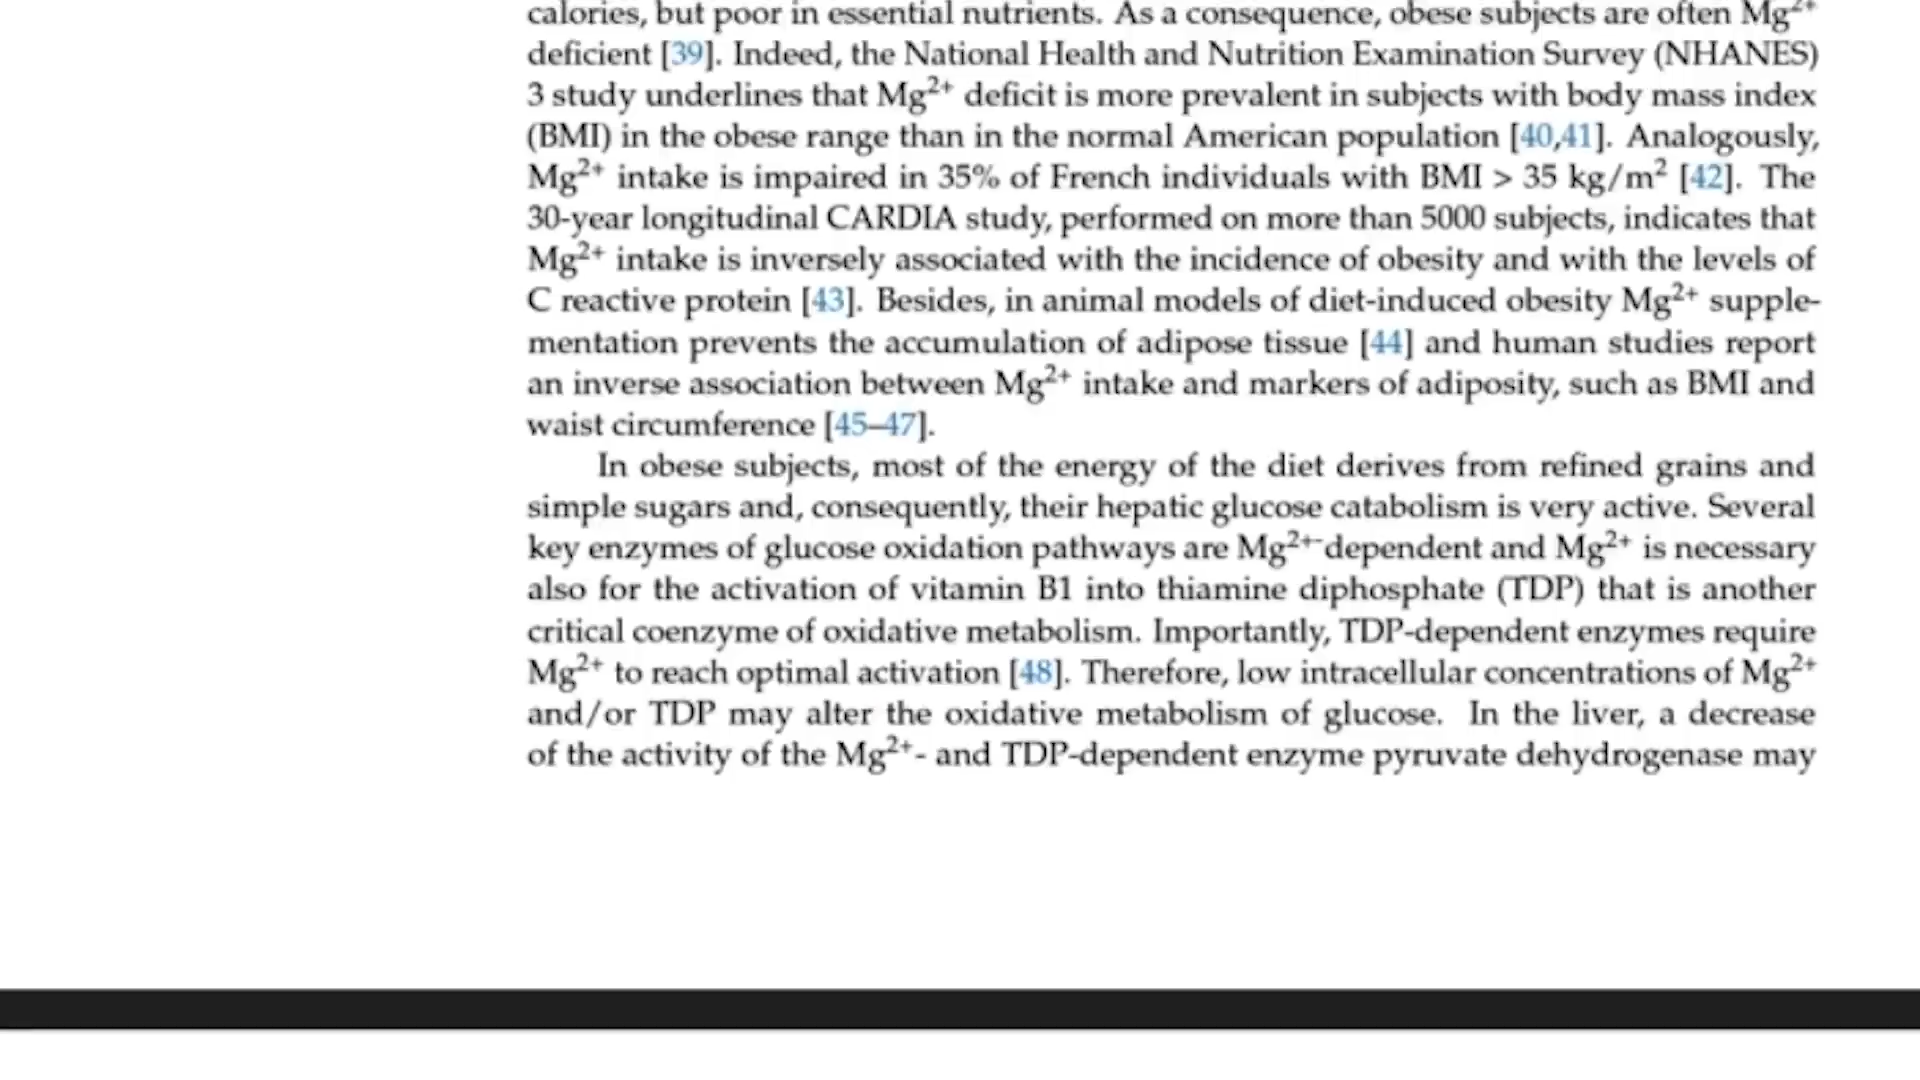 calories, but poor in essential nutrients. As a consequence, obese subjects are often Mg²⁺
deficient [39]. Indeed, the National Health and Nutrition Examination Survey (NHANES)
3 study underlines that Mg²⁺ deficit is more prevalent in subjects with body mass index
(BMI) in the obese range than in the normal American population [40,41]. Analogously,
Mg²⁺ intake is impaired in 35% of French individuals with BMI > 35 kg/m² [42]. The
30-year longitudinal CARDIA study, performed on more than 5000 subjects, indicates that
Mg²⁺ intake is inversely associated with the incidence of obesity and with the levels of
C reactive protein [43]. Besides, in animal models of diet-induced obesity Mg²⁺ supple-
mentation prevents the accumulation of adipose tissue [44] and human studies report
an inverse association between Mg²⁺ intake and markers of adiposity, such as BMI and
waist circumference [45–47].
In obese subjects, most of the energy of the diet derives from refined grains and
simple sugars and, consequently, their hepatic glucose catabolism is very active. Several
key enzymes of glucose oxidation pathways are Mg²⁺⁻dependent and Mg²⁺ is necessary
also for the activation of vitamin B1 into thiamine diphosphate (TDP) that is another
critical coenzyme of oxidative metabolism. Importantly, TDP-dependent enzymes require
Mg²⁺ to reach optimal activation [48]. Therefore, low intracellular concentrations of Mg²⁺
and/or TDP may alter the oxidative metabolism of glucose. In the liver, a decrease
of the activity of the Mg²⁺- and TDP-dependent enzyme pyruvate dehydrogenase may